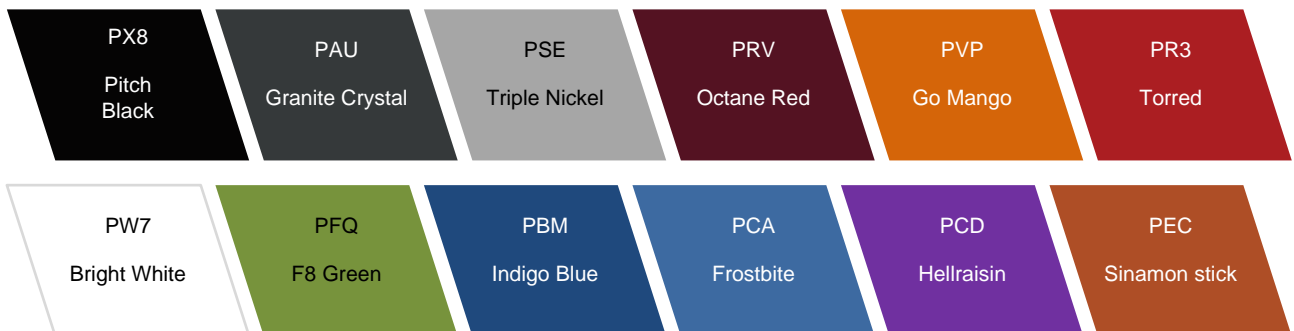 PX8
Pitch
Black
PAU
Granite Crystal
PSE
Triple Nickel
PRV
Octane Red
PVP
Go Mango
PR3
Torred
PW7
Bright White
PFQ
F8 Green
PBM
Indigo Blue
PCA
Frostbite
PCD
Hellraisin
PEC
Sinamon stick